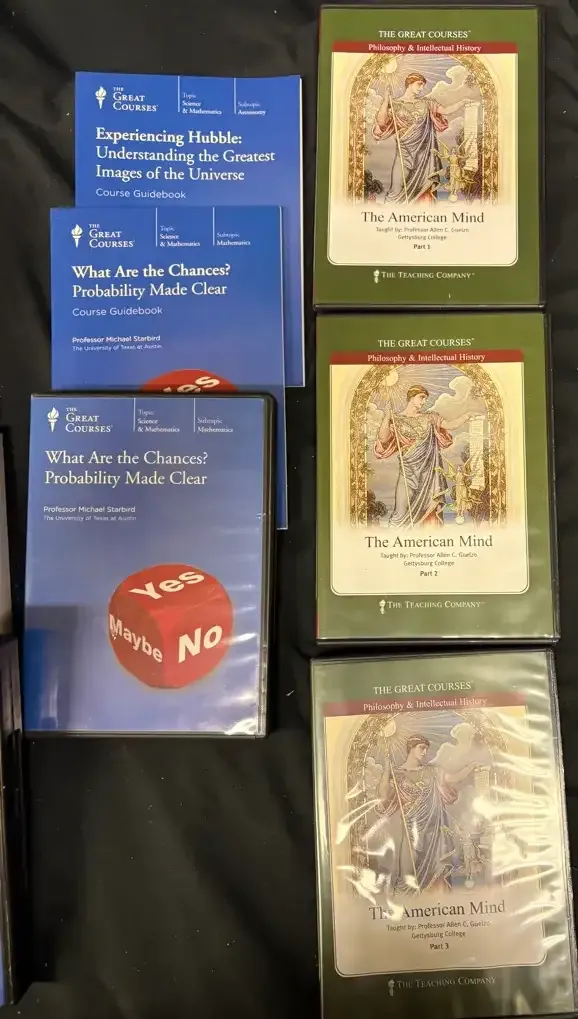 THE
GREAT
COURSES®
Topic
Science
& Mathematics
Subtopic
Astronomy
Experiencing Hubble:
Understanding the Greatest
Images of the Universe
Course Guidebook
THE
GREAT
COURSES®
Topic
Science
& Mathematics
Subtopic
Mathematics
What Are the Chances?
Probability Made Clear
Course Guidebook
Professor Michael Starbird
The University of Texas at Austin
Yes
THE
GREAT
COURSES®
Topic
Science
& Mathematics
Subtopic
Mathematics
What Are the Chances?
Probability Made Clear
Professor Michael Starbird
The University of Texas at Austin
Yes
Maybe
No
THE GREAT COURSES®
Philosophy & Intellectual History
The American Mind
Taught by: Professor Allen C. Guelzo
Gettysburg College
Part 1
THE TEACHING COMPANY™
THE GREAT COURSES®
Philosophy & Intellectual History
The American Mind
Taught by: Professor Allen C. Guelzo
Gettysburg College
Part 2
THE TEACHING COMPANY™
THE GREAT COURSES®
Philosophy & Intellectual History
The American Mind
Taught by: Professor Allen C. Guelzo
Gettysburg College
Part 3
THE TEACHING COMPANY